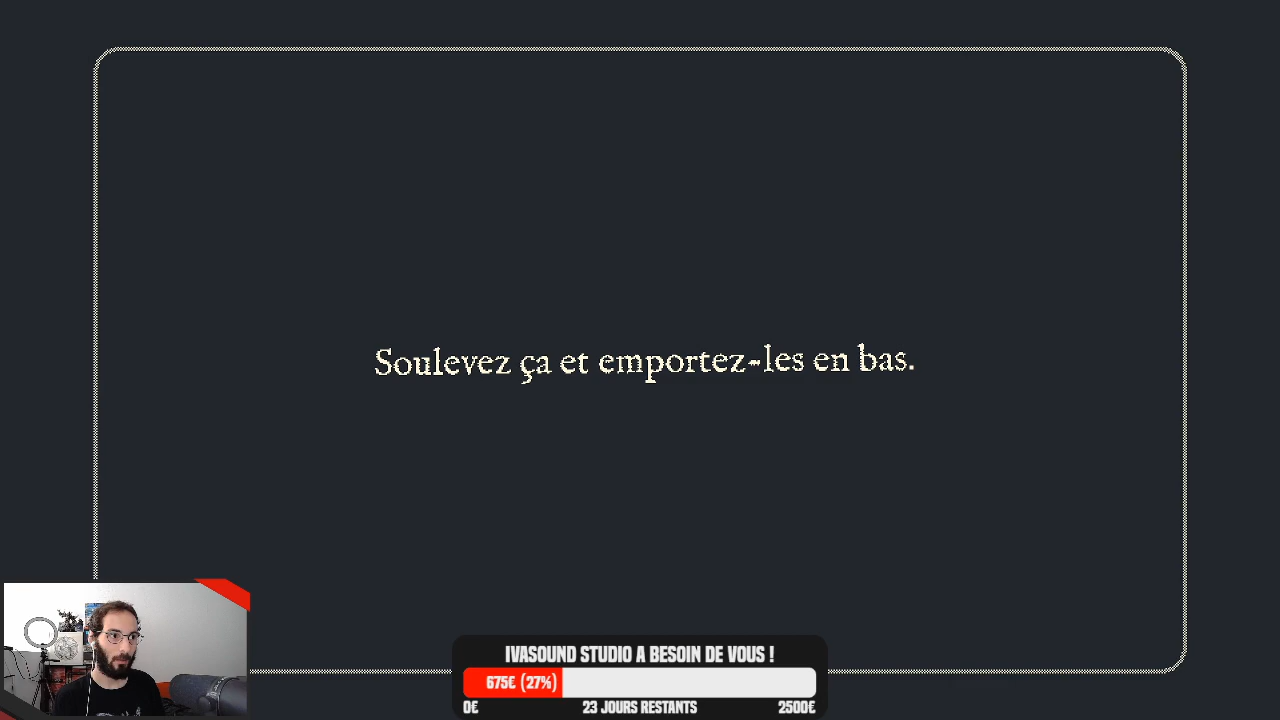 Soulevez ça et emportez-les en bas.
IVASOUND STUDIO A BESOIN DE VOUS !
675€ (27%)
0€ 23 JOURS RESTANTS 2500€